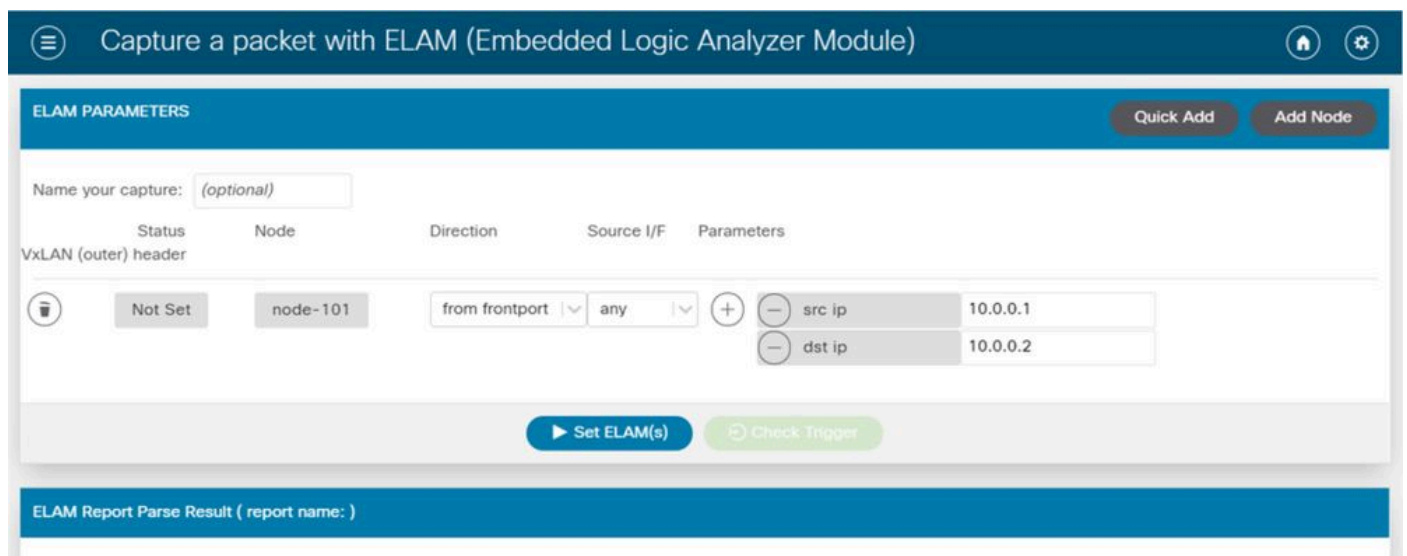 Capture a packet with ELAM (Embedded Logic Analyzer Module)
ELAM PARAMETERS
Quick Add
Add Node
Name your capture: (optional)
Status Node Direction Source I/F Parameters
VxLAN (outer) header
Not Set node-101 from frontport any src ip 10.0.0.1
dst ip 10.0.0.2
Set ELAM(s)
Check Trigger
ELAM Report Parse Result ( report name: )